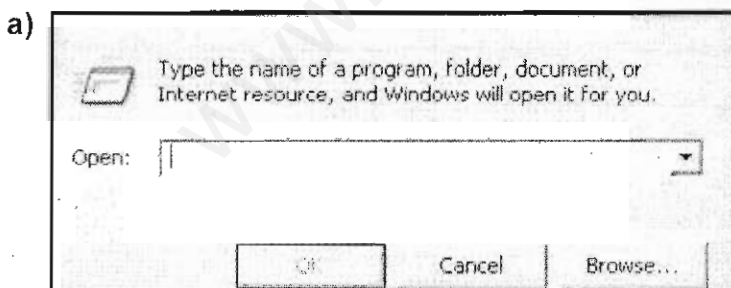 a)
Type the name of a program, folder, document, or
Internet resource, and Windows will open it for you.
Open:
OK Cancel Browse...